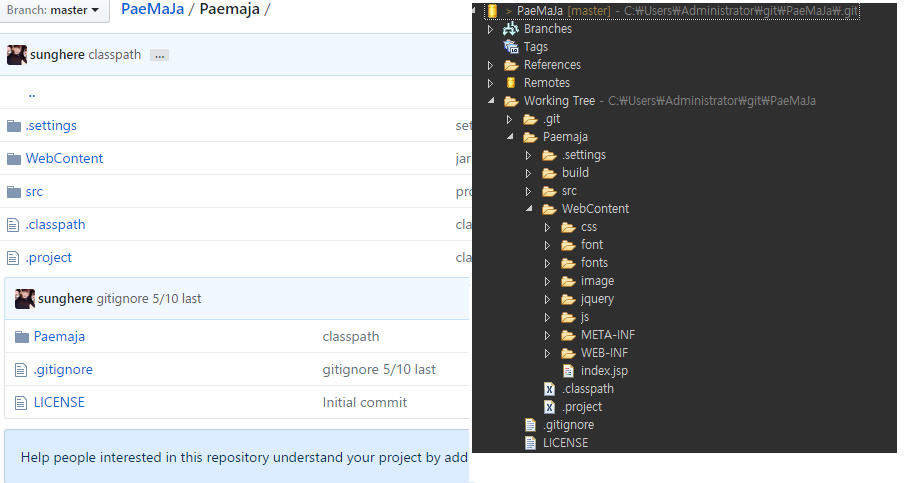 Branch: master
PaeMaJa / Paemaja /
sunghere classpath ...
..
.settings
set
WebContent
jar
src
pro
.classpath
cla
.project
cla
sunghere gitignore 5/10 last
Paemaja
classpath
.gitignore
gitignore 5/10 last
LICENSE
Initial commit
Help people interested in this repository understand your project by add
> PaeMaJa [master] - C:₩Users₩Administrator₩git₩PaeMaJa₩.git
Branches
Tags
References
Remotes
Working Tree - C:₩Users₩Administrator₩git₩PaeMaJa
.git
Paemaja
.settings
build
src
WebContent
css
font
fonts
image
jquery
js
META-INF
WEB-INF
index.jsp
.classpath
.project
.gitignore
LICENSE